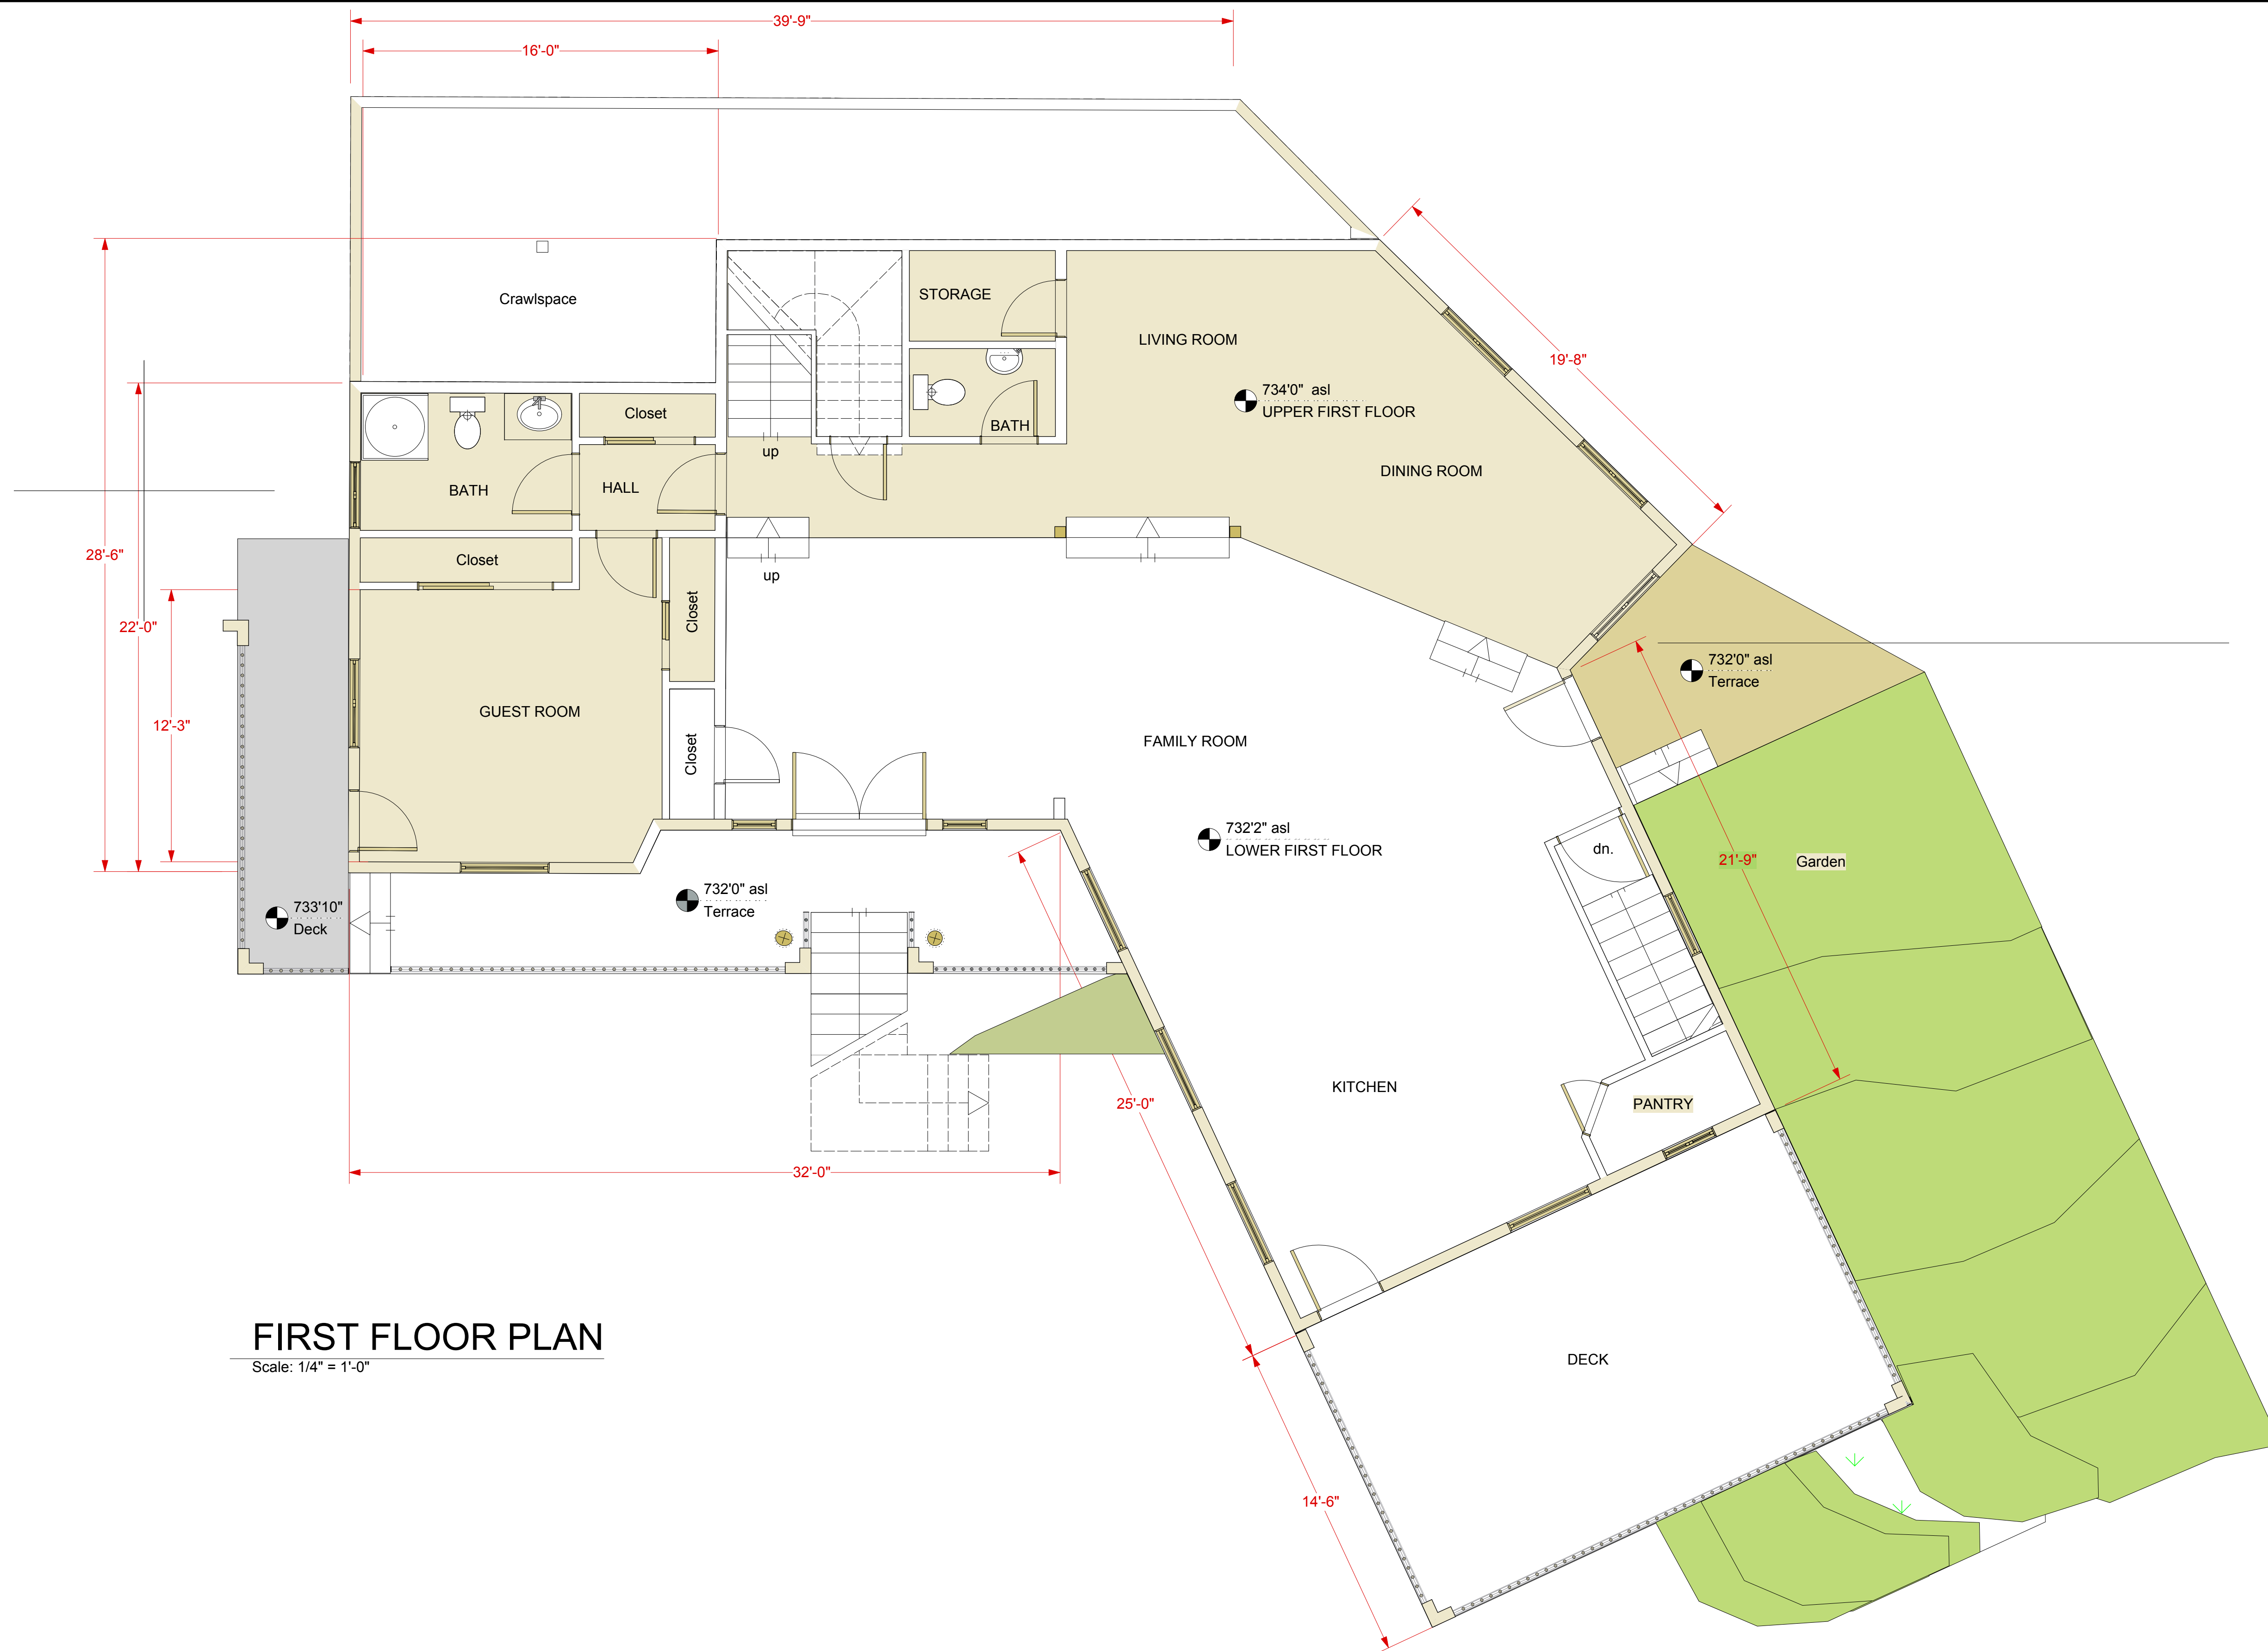 39'-9"
16'-0"
Crawlspace
STORAGE
LIVING ROOM
19'-8"
734'0" asl
UPPER FIRST FLOOR
Closet
BATH
up
DINING ROOM
BATH
HALL
28'-6"
Closet
up
Closet
22'-0"
732'0" asl
Terrace
GUEST ROOM
12'-3"
FAMILY ROOM
Closet
732'2" asl
LOWER FIRST FLOOR
dn.
21'-9"
Garden
732'0" asl
Terrace
733'10"
Deck
KITCHEN
25'-0"
PANTRY
32'-0"
FIRST FLOOR PLAN
Scale: 1/4" = 1'-0"
DECK
14'-6"